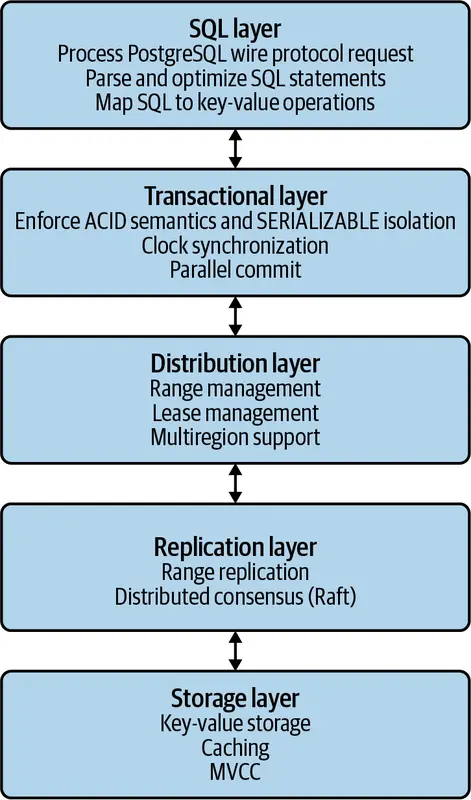 SQL layer
Process PostgreSQL wire protocol request
Parse and optimize SQL statements
Map SQL to key-value operations
Transactional layer
Enforce ACID semantics and SERIALIZABLE isolation
Clock synchronization
Parallel commit
Distribution layer
Range management
Lease management
Multiregion support
Replication layer
Range replication
Distributed consensus (Raft)
Storage layer
Key-value storage
Caching
MVCC